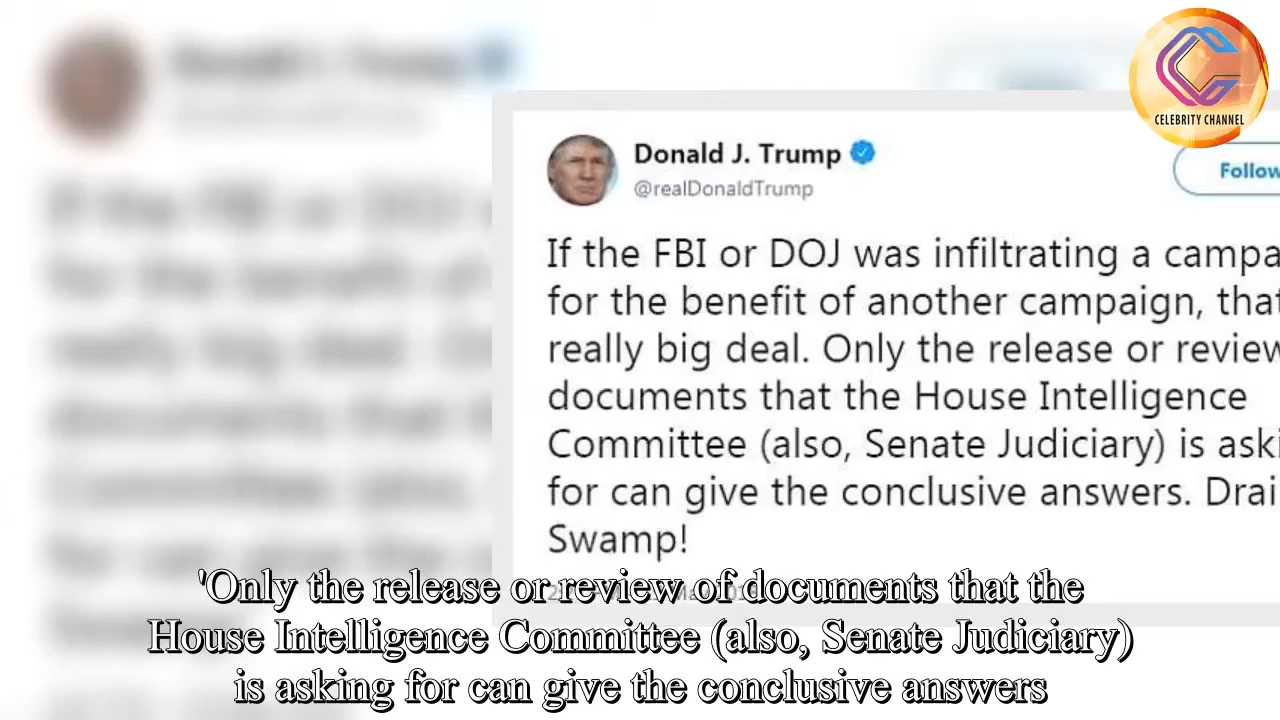 CELEBRITY CHANNEL
Donald J. Trump
@realDonaldTrump
Follow
If the FBI or DOJ was infiltrating a campa
for the benefit of another campaign, that
really big deal. Only the release or review
documents that the House Intelligence
Committee (also, Senate Judiciary) is aski
for can give the conclusive answers. Drai
Swamp!
'Only the release or review of documents that the
House Intelligence Committee (also, Senate Judiciary)
is asking for can give the conclusive answers